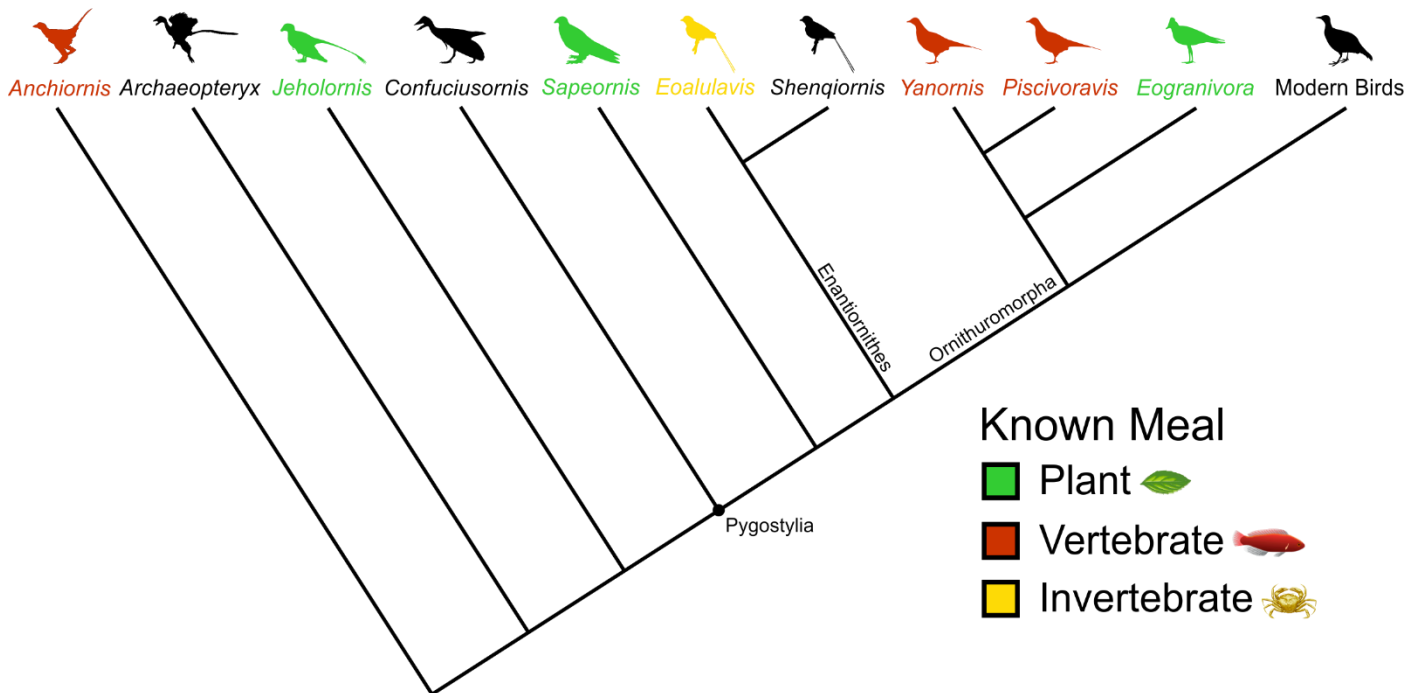 Anchiornis
Archaeopteryx
Jeholornis
Confuciusornis
Sapeornis
Eoalulavis
Shenqiornis
Yanornis
Piscivoravis
Eogranivora
Modern Birds
Enantiornithes
Ornithuromorpha
Pygostylia
Known Meal
Plant
Vertebrate
Invertebrate